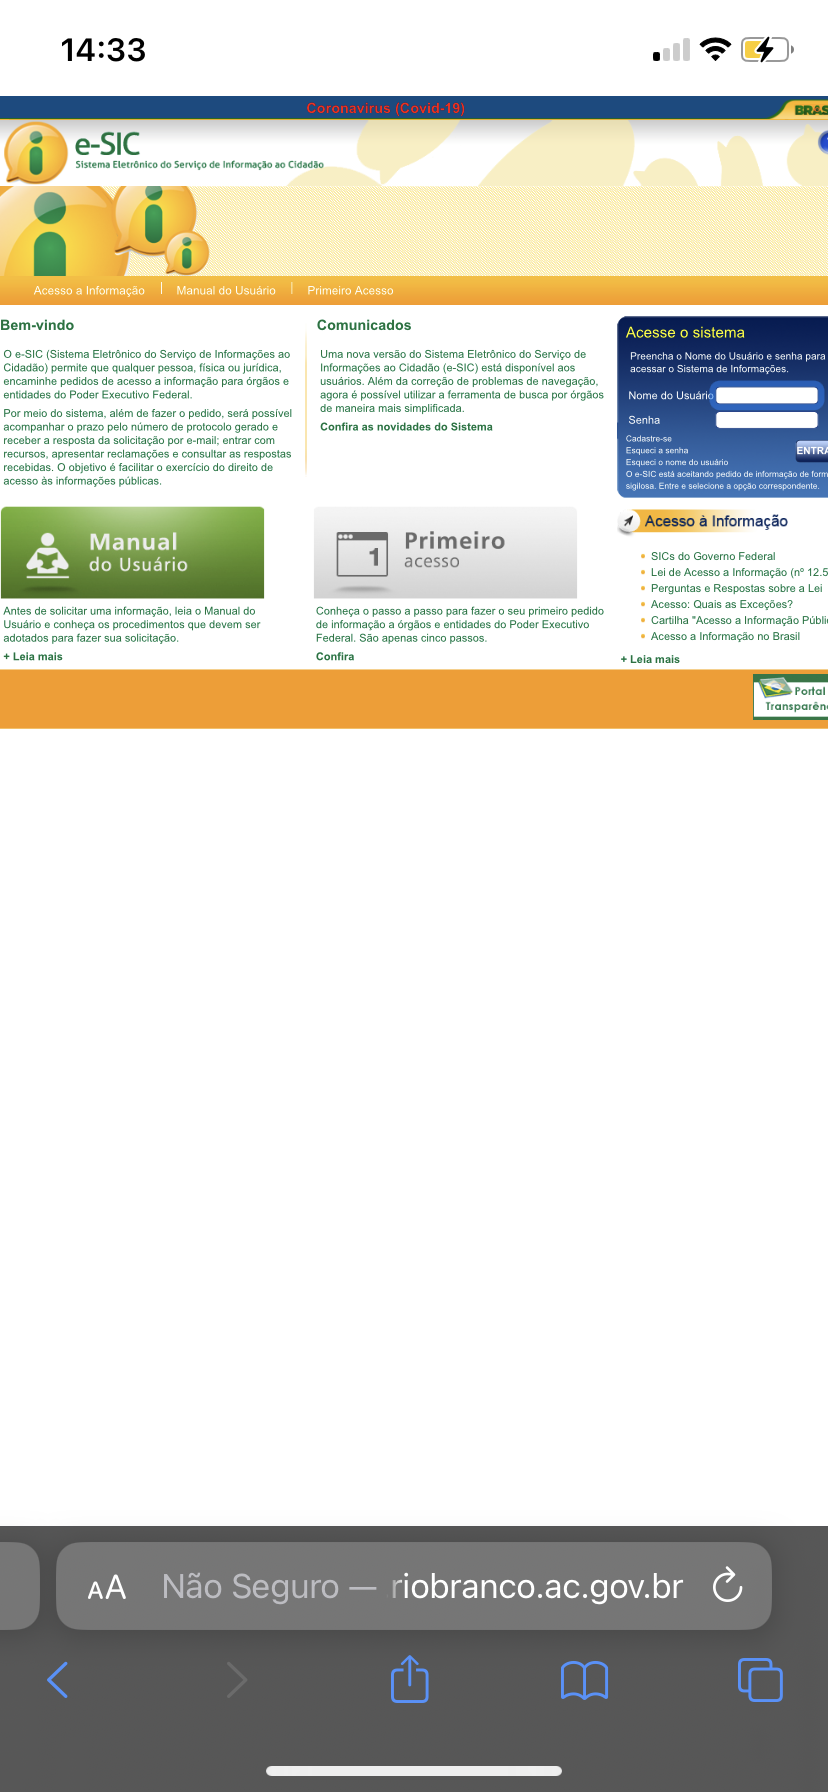 14:33
Coronavírus (Covid-19)
e-SIC
Sistema Eletrônico do Serviço de Informação ao Cidadão
Acesso a Informação
Manual do Usuário
Primeiro Acesso
Bem-vindo
O e-SIC (Sistema Eletrônico do Serviço de Informações ao
Cidadão) permite que qualquer pessoa, física ou jurídica,
encaminhe pedidos de acesso a informação para órgãos e
entidades do Poder Executivo Federal.
Por meio do sistema, além de fazer o pedido, será possível
acompanhar o prazo pelo número de protocolo gerado e
receber a resposta da solicitação por e-mail; entrar com
recursos, apresentar reclamações e consultar as respostas
recebidas. O objetivo é facilitar o exercício do direito de
acesso às informações públicas.
Comunicados
Uma nova versão do Sistema Eletrônico do Serviço de
Informações ao Cidadão (e-SIC) está disponível aos
usuários. Além da correção de problemas de navegação,
agora é possível utilizar a ferramenta de busca por órgãos
de maneira mais simplificada.
Confira as novidades do Sistema
Acesse o sistema
Preencha o Nome do Usuário e senha para
acessar o Sistema de Informações.
Nome do Usuário
Senha
Cadastre-se
Esqueci a senha
Esqueci o nome do usuário
O e-SIC está aceitando pedido de informação de form
sigilosa. Entre e selecione a opção correspondente.
ENTRA
Manual
do Usuário
Antes de solicitar uma informação, leia o Manual do
Usuário e conheça os procedimentos que devem ser
adotados para fazer sua solicitação.
+ Leia mais
1
Primeiro
acesso
Conheça o passo a passo para fazer o seu primeiro pedido
de informação a órgãos e entidades do Poder Executivo
Federal. São apenas cinco passos.
Confira
Acesso à Informação
SICs do Governo Federal
Lei de Acesso a Informação (nº 12.5
Perguntas e Respostas sobre a Lei
Acesso: Quais as Exceções?
Cartilha "Acesso a Informação Públi
Acesso a Informação no Brasil
+ Leia mais
Portal
Transparên
AA Não Seguro — riobranco.ac.gov.br